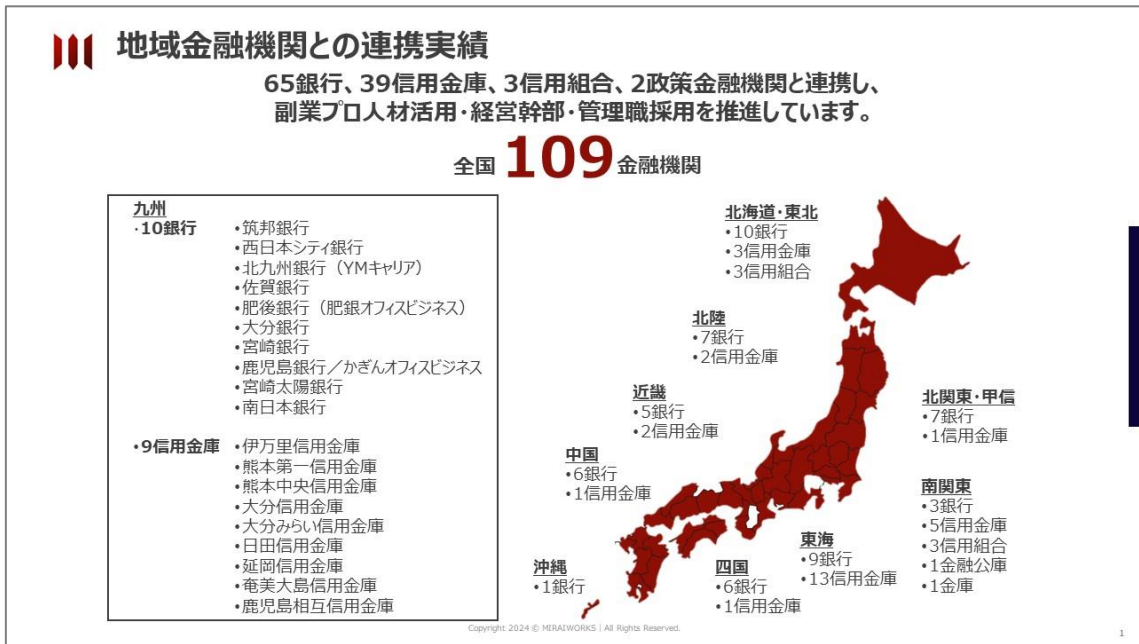 地域金融機関との連携実績
65銀行、39信用金庫、3信用組合、2政策金融機関と連携し、
副業プロ人材活用・経営幹部・管理職採用を推進しています。
全国 109 金融機関
九州
・10銀行
・筑邦銀行
・西日本シティ銀行
・北九州銀行（YMキャリア）
・佐賀銀行
・肥後銀行（肥銀オフィスビジネス）
・大分銀行
・宮崎銀行
・鹿児島銀行／かぎんオフィスビジネス
・宮崎太陽銀行
・南日本銀行
・9信用金庫
・伊万里信用金庫
・熊本第一信用金庫
・熊本中央信用金庫
・大分信用金庫
・大分みらい信用金庫
・日田信用金庫
・延岡信用金庫
・奄美大島信用金庫
・鹿児島相互信用金庫
北海道・東北
・10銀行
・3信用金庫
・3信用組合
北陸
・7銀行
・2信用金庫
近畿
・5銀行
・2信用金庫
北関東・甲信
・7銀行
・1信用金庫
中国
・6銀行
・1信用金庫
南関東
・3銀行
・5信用金庫
・3信用組合
・1金融公庫
・1金庫
東海
・9銀行
・13信用金庫
四国
・6銀行
・1信用金庫
沖縄
・1銀行
Copyright 2024 © MIRAIWORKS | All Rights Reserved.
1